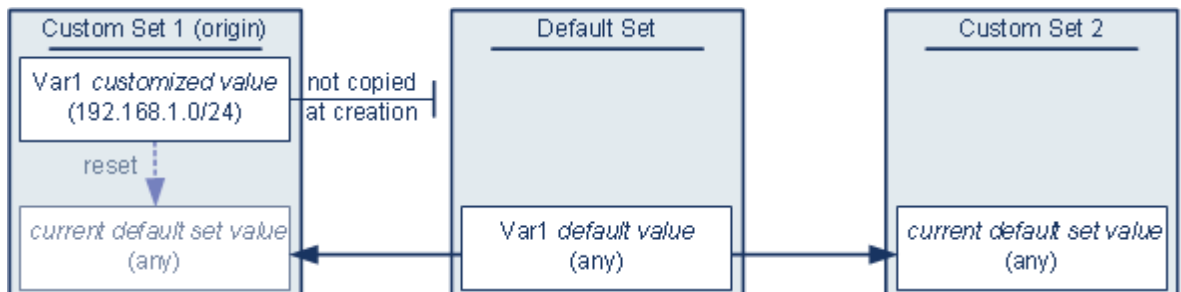 Custom Set 1 (origin)
Default Set
Custom Set 2
Var1 customized value
(192.168.1.0/24)
not copied
at creation
reset
current default set value
(any)
Var1 default value
(any)
current default set value
(any)